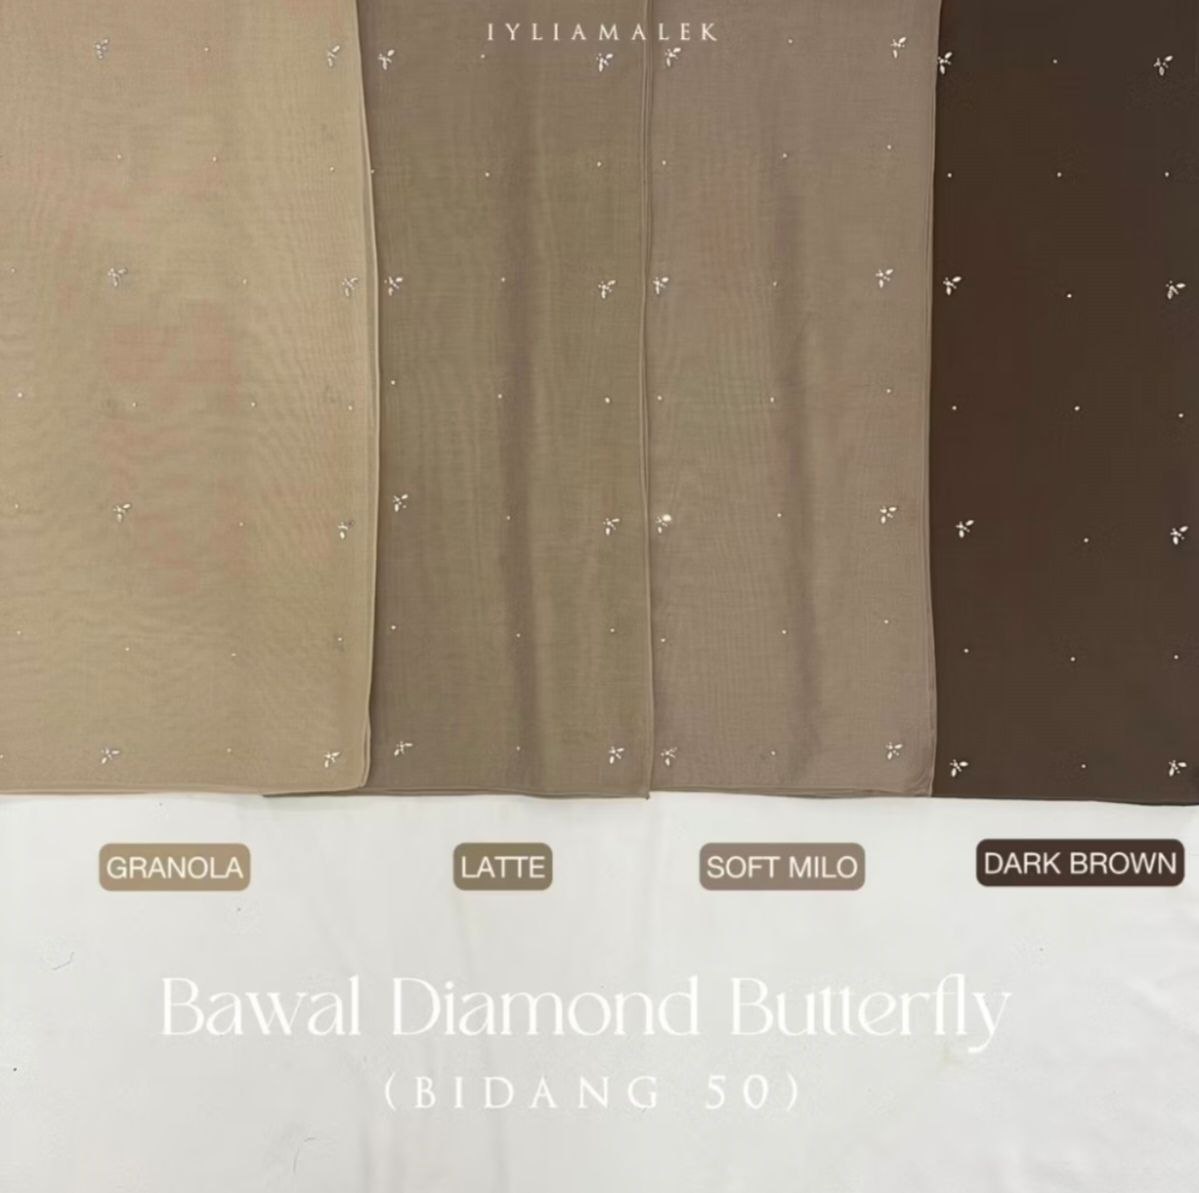 IYLIAMALEK
GRANOLA
LATTE
SOFT MILO
DARK BROWN
Bawal Diamond Butterfly
(BIDANG 50)